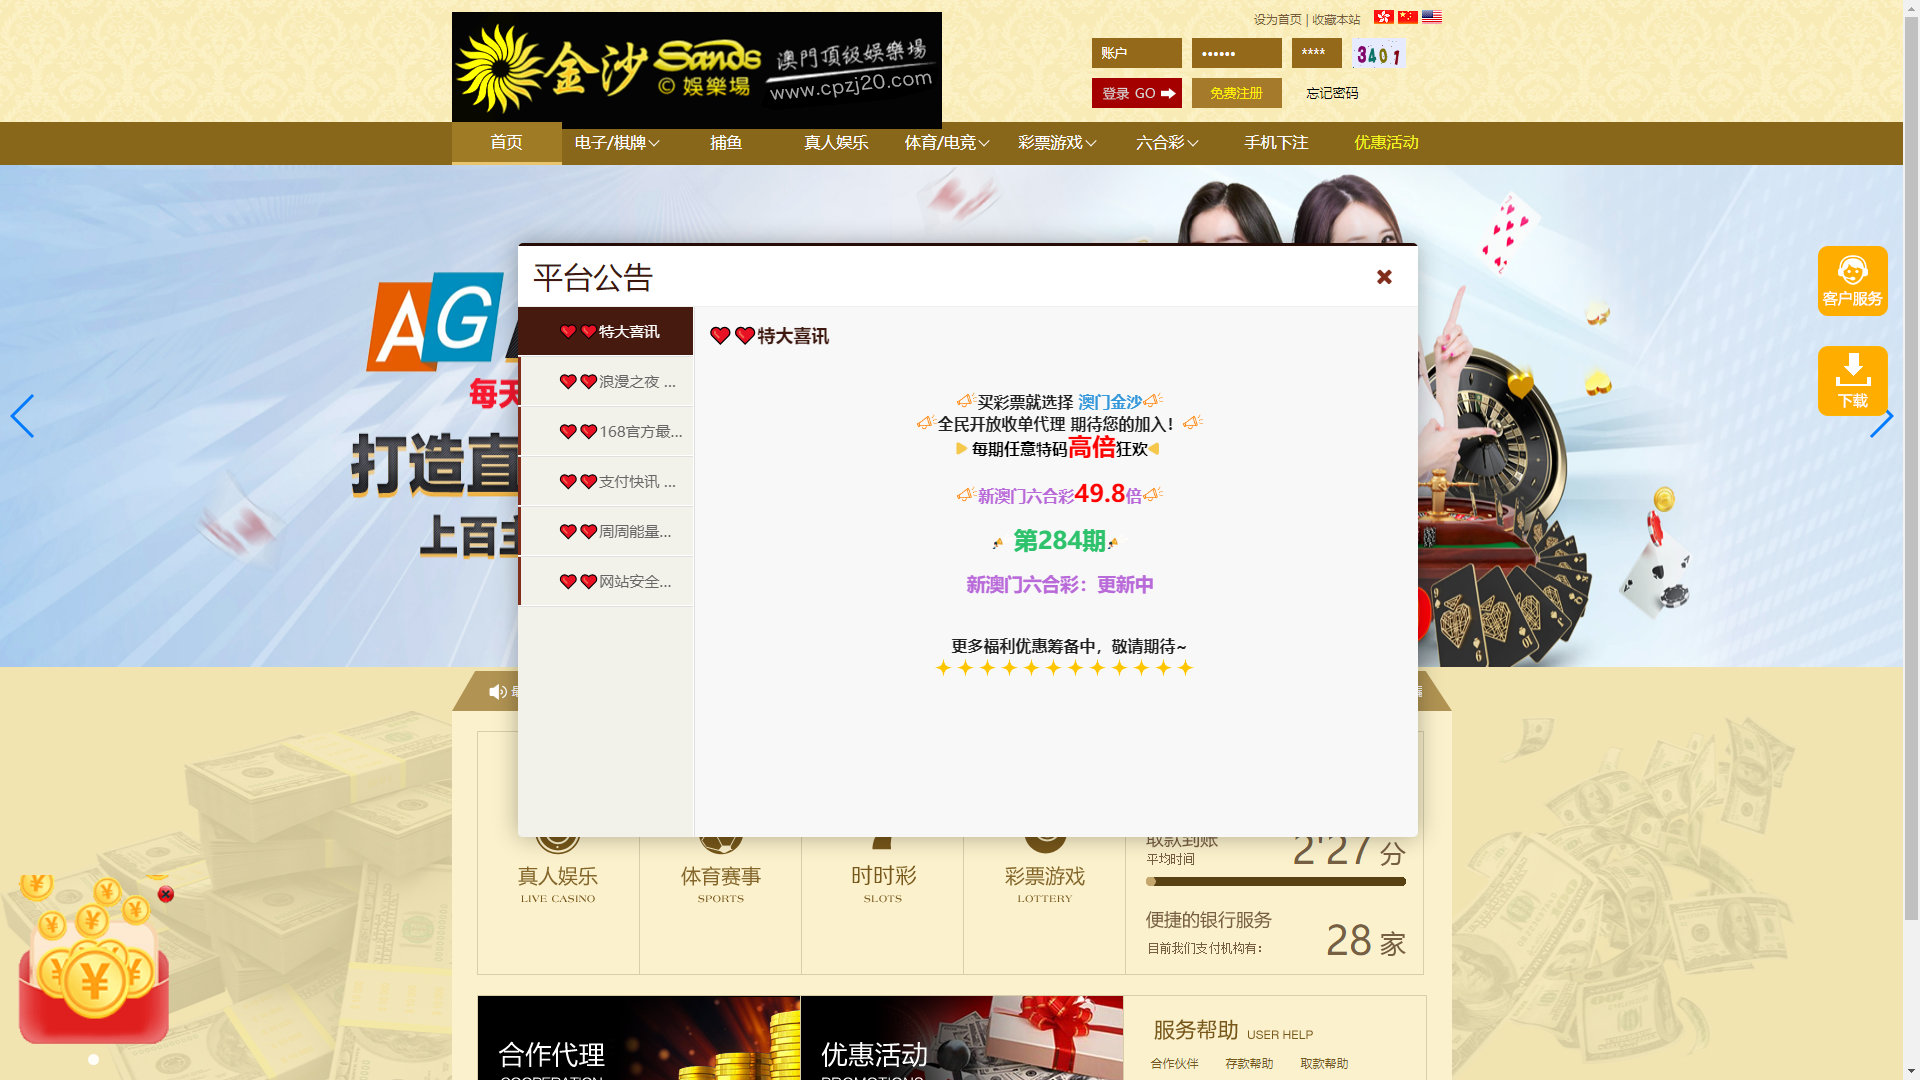 设为首页 | 收藏本站
金沙 Sands
© 娱樂場
澳門頂級娛樂場
www.cpzj20.com
账户
••••••
****
3401
登录 GO
免费注册
忘记密码
首页
电子/棋牌
捕鱼
真人娱乐
体育/电竞
彩票游戏
六合彩
手机下注
优惠活动
AG
每天
打造直
上百主
客户服务
下载
平台公告
特大喜讯
浪漫之夜 ...
168官方最...
支付快讯 ...
周周能量...
网站安全...
特大喜讯
买彩票就选择 澳门金沙
全民开放收单代理 期待您的加入！
每期任意特码高倍狂欢
新澳门六合彩49.8倍
第284期
新澳门六合彩：更新中
更多福利优惠筹备中，敬请期待~
真人娱乐
LIVE CASINO
体育赛事
SPORTS
时时彩
SLOTS
彩票游戏
LOTTERY
取款到账
平均时间
2'27 分
便捷的银行服务
目前我们支付机构有：
28 家
合作代理
COOPERATION
优惠活动
PROMOTIONS
服务帮助 USER HELP
合作伙伴
存款帮助
取款帮助